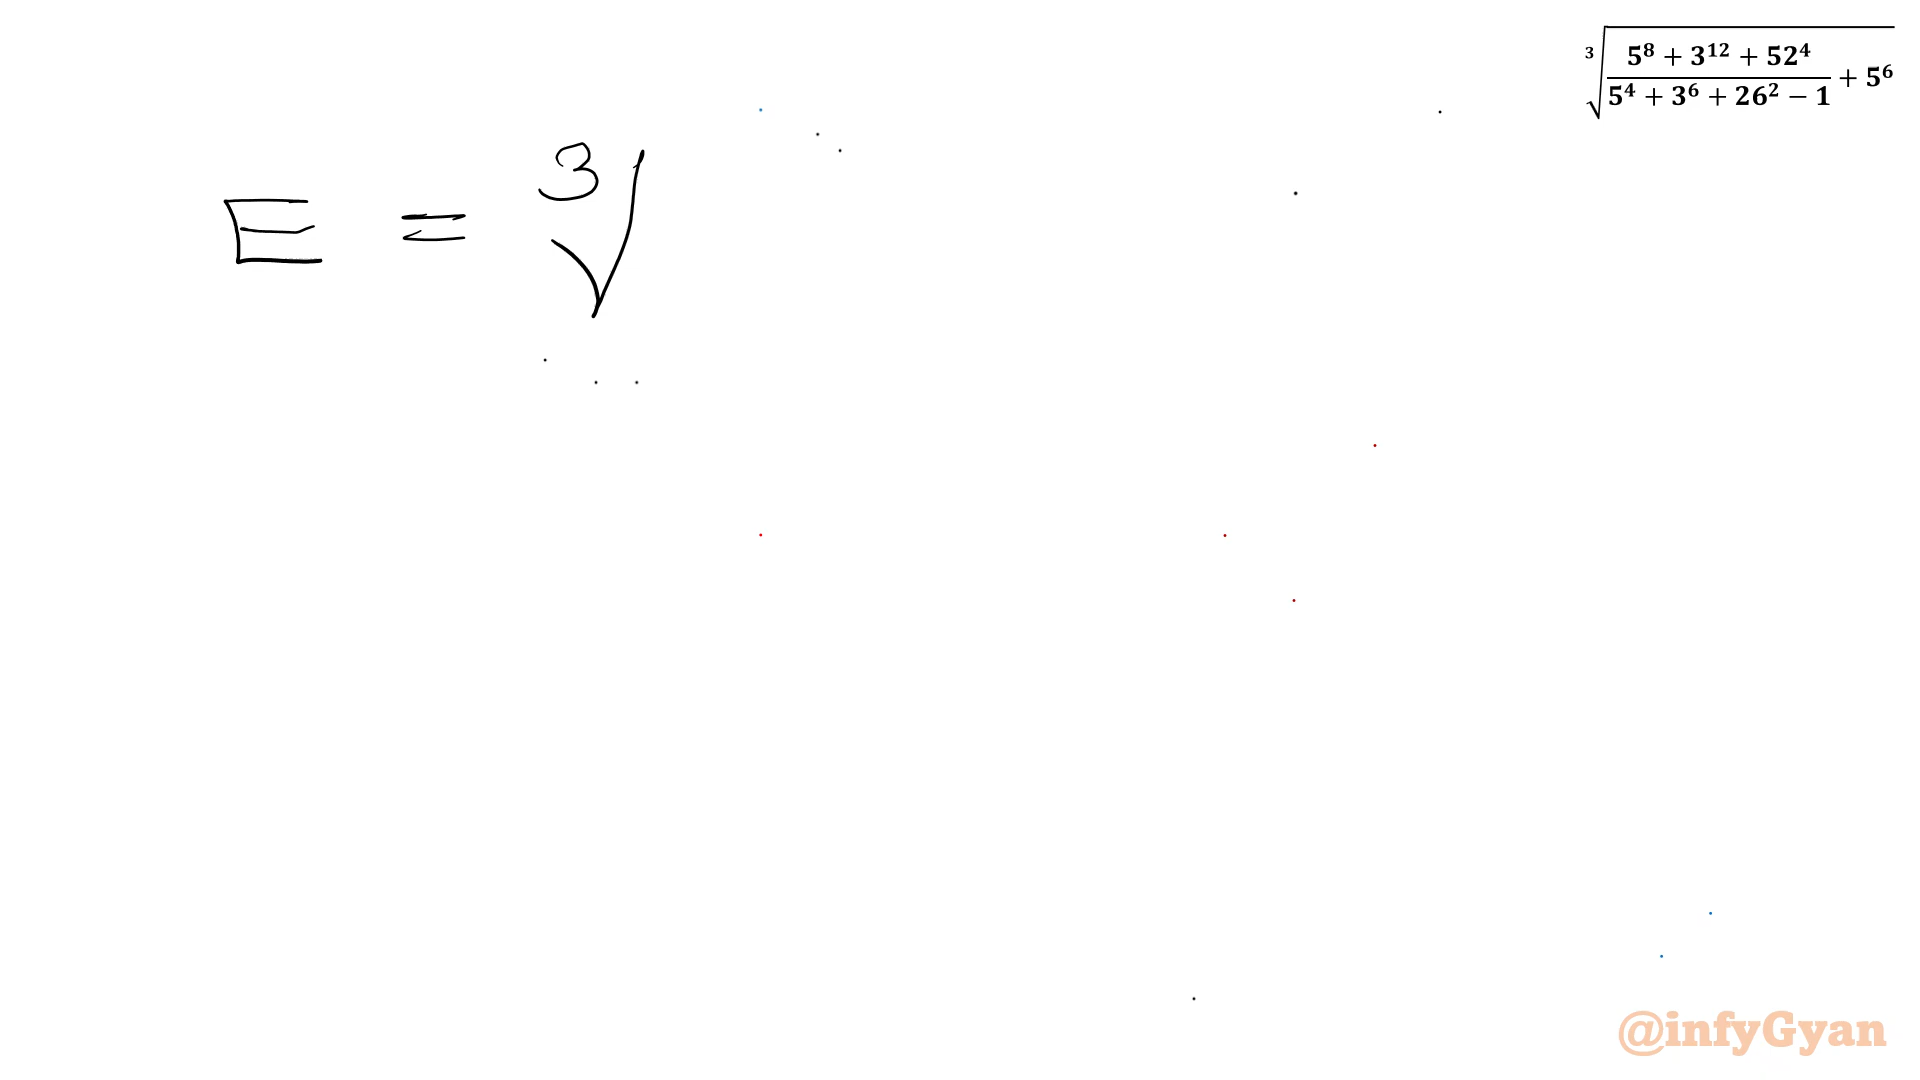 ∛((5⁸ + 3¹² + 52⁴)/(5⁴ + 3⁶ + 26² − 1) + 5⁶)
E = ∛
@infyGyan